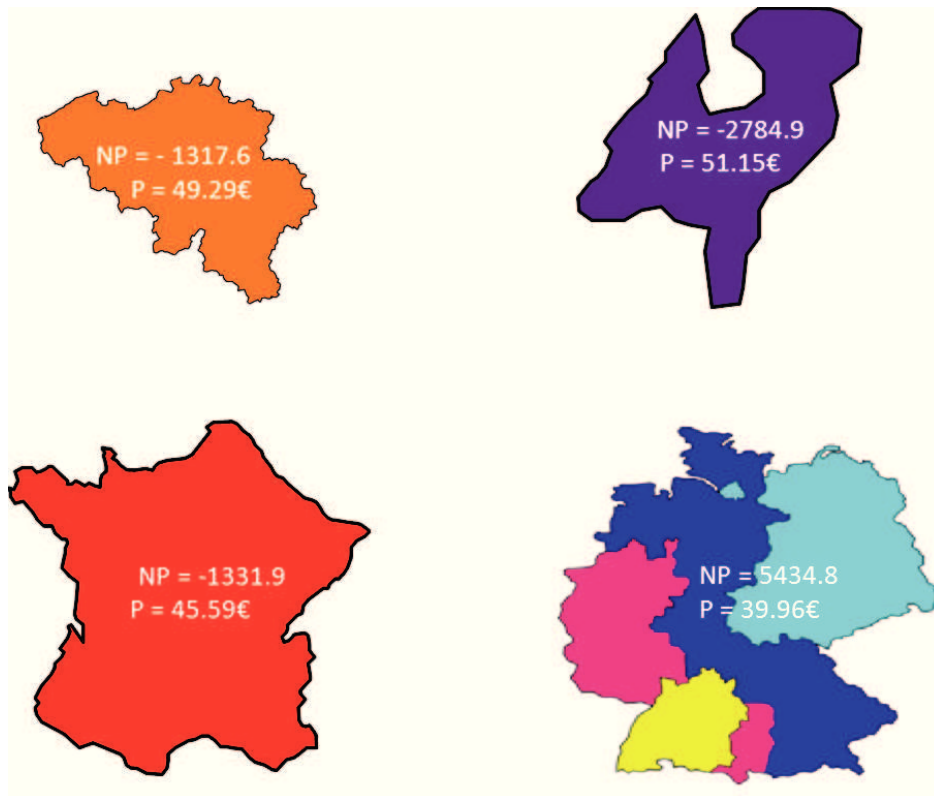 NP = - 1317.6
P = 49.29€
NP = -2784.9
P = 51.15€
NP = -1331.9
P = 45.59€
NP = 5434.8
P = 39.96€